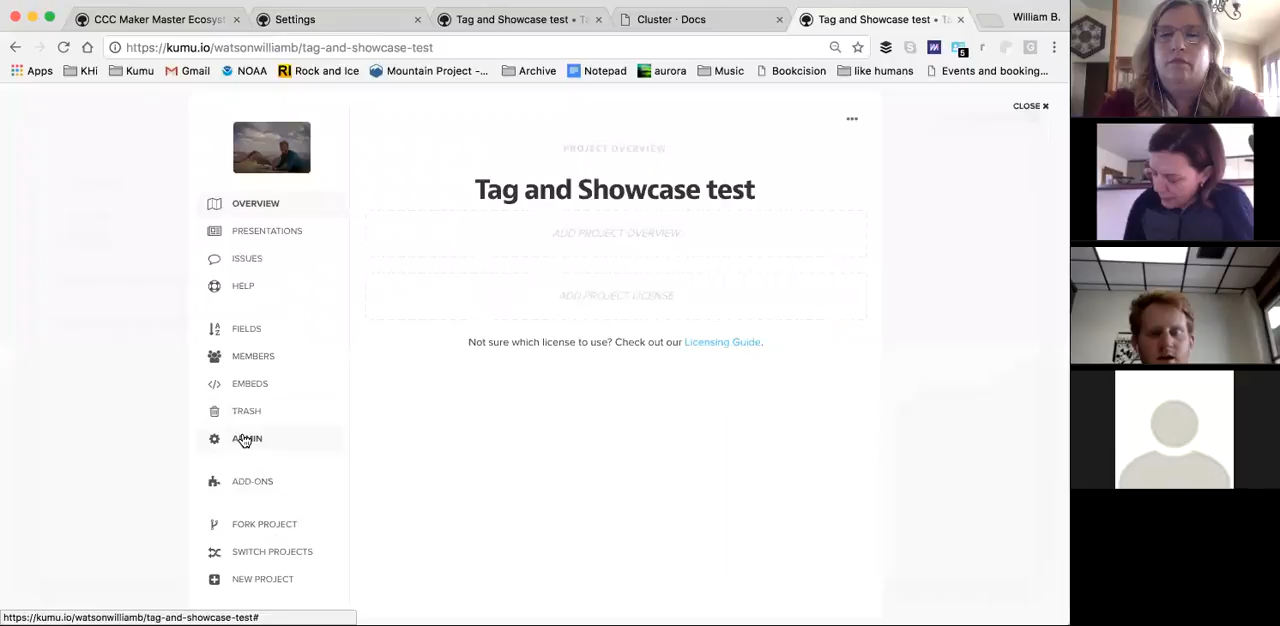 CCC Maker Master Ecosyst
Settings
Tag and Showcase test • T
Cluster · Docs
Tag and Showcase test • Ta
William B.
https://kumu.io/watsonwilliamb/tag-and-showcase-test
5
Apps
KHi
Kumu
Gmail
NOAA
Rock and Ice
Mountain Project -...
Archive
Notepad
aurora
Music
Bookcision
like humans
Events and booking...
CLOSE ✖
PROJECT OVERVIEW
Tag and Showcase test
ADD PROJECT OVERVIEW
ADD PROJECT LICENSE
Not sure which license to use? Check out our Licensing Guide.
OVERVIEW
PRESENTATIONS
ISSUES
HELP
FIELDS
MEMBERS
EMBEDS
TRASH
ADMIN
ADD-ONS
FORK PROJECT
SWITCH PROJECTS
NEW PROJECT
https://kumu.io/watsonwilliamb/tag-and-showcase-test#